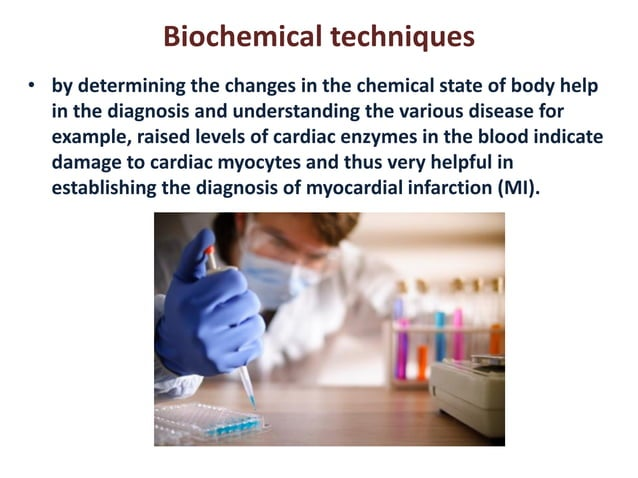 Biochemical techniques
• by determining the changes in the chemical state of body help
in the diagnosis and understanding the various disease for
example, raised levels of cardiac enzymes in the blood indicate
damage to cardiac myocytes and thus very helpful in
establishing the diagnosis of myocardial infarction (MI).